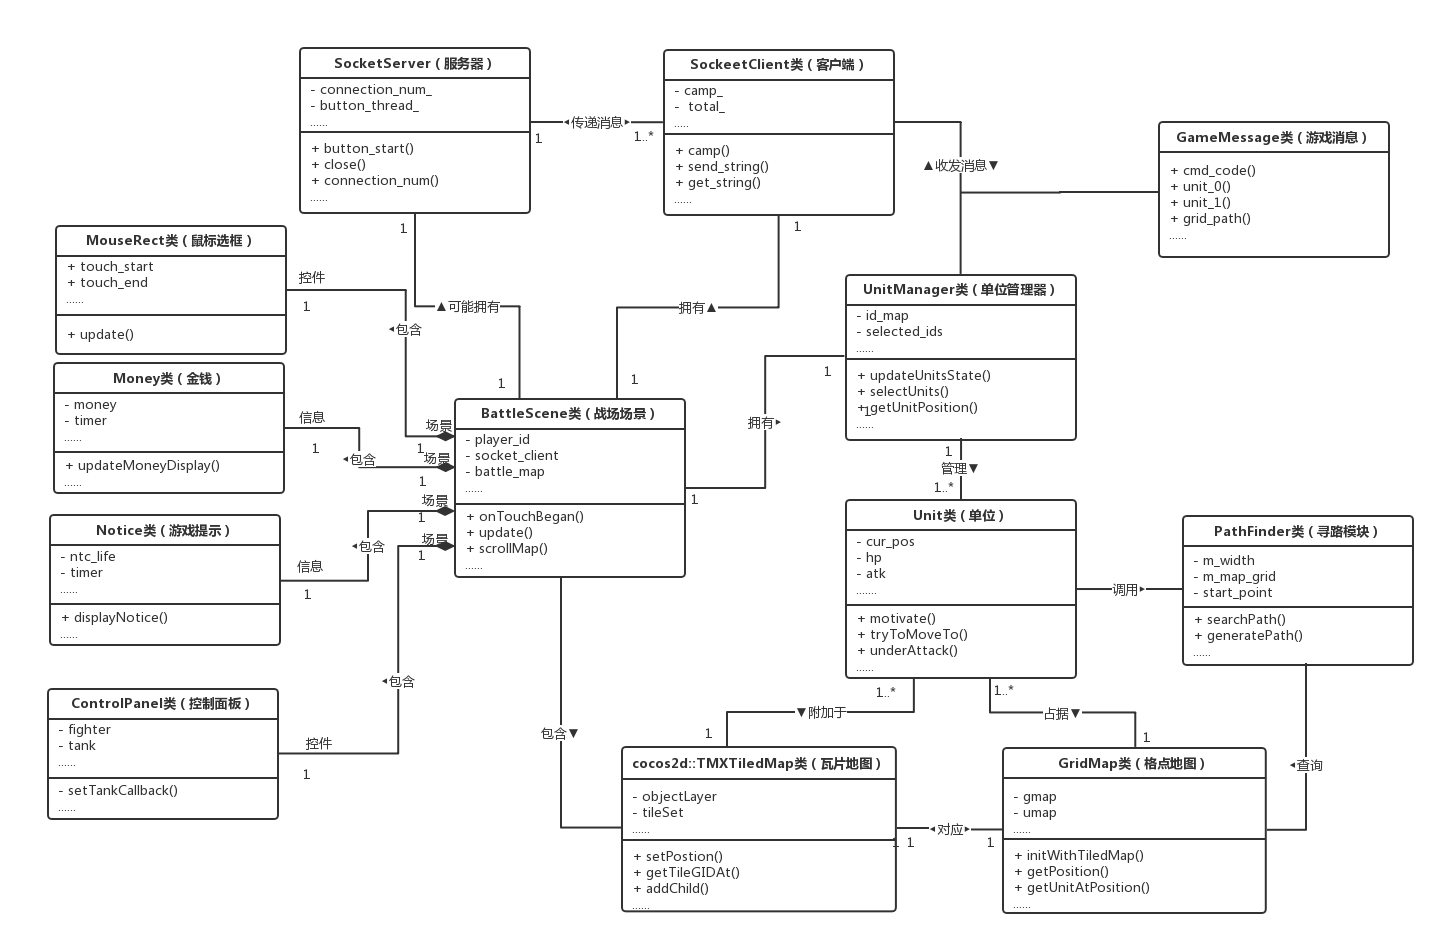 SocketServer（服务器）
- connection_num_
- button_thread_
......
+ button_start()
+ close()
+ connection_num()
......
◂传递消息▸
1
1..*
SockeetClient类（客户端）
- camp_
-  total_
.....
+ camp()
+ send_string()
+ get_string()
......
▲收发消息▼
GameMessage类（游戏消息）
+ cmd_code()
+ unit_0()
+ unit_1()
+ grid_path()
......
MouseRect类（鼠标选框）
+ touch_start
+ touch_end
......
+ update()
控件
1
◂包含
场景
1
1
▲可能拥有
1
1
拥有▲
1
UnitManager类（单位管理器）
- id_map
- selected_ids
......
+ updateUnitsState()
+ selectUnits()
+ getUnitPosition()
1
......
Money类（金钱）
- money
- timer
......
+ updateMoneyDisplay()
......
信息
1
◂包含
场景
1
BattleScene类（战场场景）
- player_id
- socket_client
- battle_map
......
+ onTouchBegan()
+ update()
+ scrollMap()
......
1
拥有▸
1
1
管理▼
1..*
Notice类（游戏提示）
- ntc_life
- timer
......
+ displayNotice()
......
信息
1
◂包含
场景
1
Unit类（单位）
- cur_pos
- hp
- atk
.......
+ motivate()
+ tryToMoveTo()
+ underAttack()
......
调用▸
PathFinder类（寻路模块）
- m_width
- m_map_grid
- start_point
+ searchPath()
+ generatePath()
......
ControlPanel类（控制面板）
- fighter
- tank
......
- setTankCallback()
......
控件
1
◂包含
场景
1
包含▼
1..*
▼附加于
1
1..*
占据▼
1
◂查询
cocos2d::TMXTiledMap类（瓦片地图）
- objectLayer
- tileSet
......
+ setPostion()
+ getTileGIDAt()
+ addChild()
......
1
1
◂对应▸
1
GridMap类（格点地图）
- gmap
- umap
......
+ initWithTiledMap()
+ getPosition()
+ getUnitAtPosition()
......